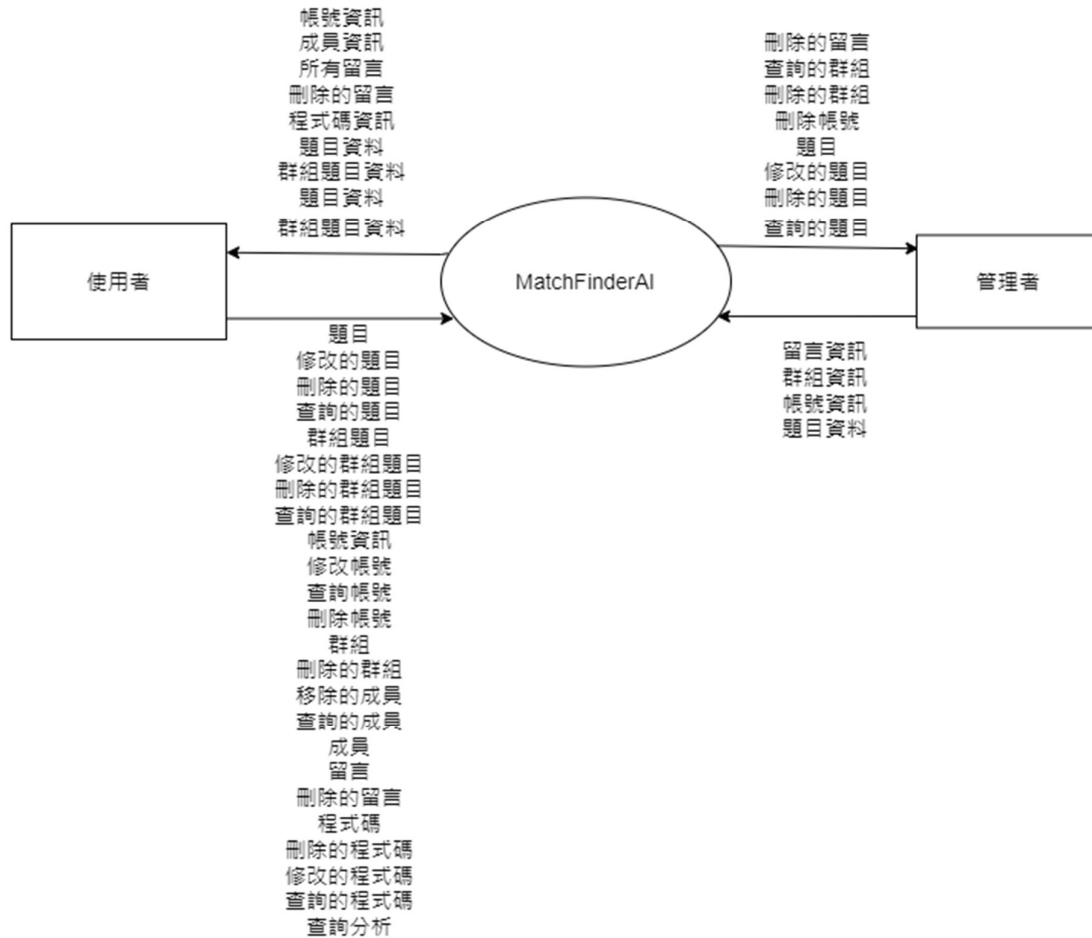 帳號資訊
成員資訊
所有留言
刪除的留言
程式碼資訊
題目資料
群組題目資料
題目資料
群組題目資料
刪除的留言
查詢的群組
刪除的群組
刪除帳號
題目
修改的題目
刪除的題目
查詢的題目
使用者
MatchFinderAI
管理者
題目
修改的題目
刪除的題目
查詢的題目
群組題目
修改的群組題目
刪除的群組題目
查詢的群組題目
帳號資訊
修改帳號
查詢帳號
刪除帳號
群組
刪除的群組
移除的成員
查詢的成員
成員
留言
刪除的留言
程式碼
刪除的程式碼
修改的程式碼
查詢的程式碼
查詢分析
留言資訊
群組資訊
帳號資訊
題目資料